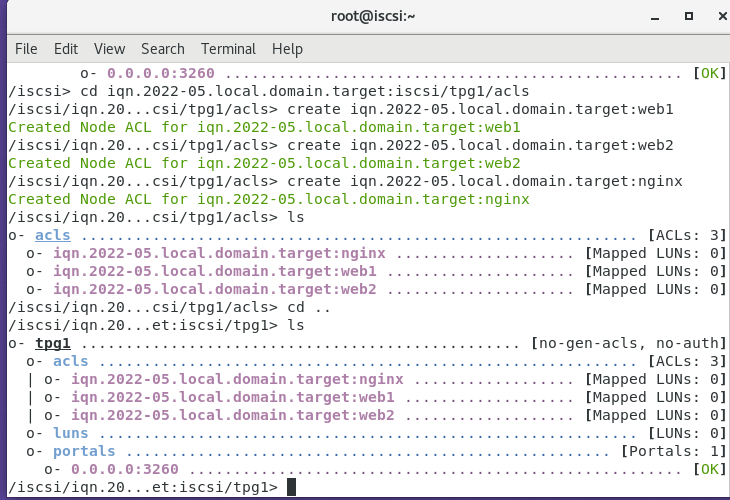 root@iscsi:~
File Edit View Search Terminal Help
o- 0.0.0.0:3260 ................................................... [OK]
/iscsi> cd iqn.2022-05.local.domain.target:iscsi/tpg1/acls
/iscsi/iqn.20...csi/tpg1/acls> create iqn.2022-05.local.domain.target:web1
Created Node ACL for iqn.2022-05.local.domain.target:web1
/iscsi/iqn.20...csi/tpg1/acls> create iqn.2022-05.local.domain.target:web2
Created Node ACL for iqn.2022-05.local.domain.target:web2
/iscsi/iqn.20...csi/tpg1/acls> create iqn.2022-05.local.domain.target:nginx
Created Node ACL for iqn.2022-05.local.domain.target:nginx
/iscsi/iqn.20...csi/tpg1/acls> ls
o- acls .............................................................. [ACLs: 3]
o- iqn.2022-05.local.domain.target:nginx .................... [Mapped LUNs: 0]
o- iqn.2022-05.local.domain.target:web1 ..................... [Mapped LUNs: 0]
o- iqn.2022-05.local.domain.target:web2 ..................... [Mapped LUNs: 0]
/iscsi/iqn.20...csi/tpg1/acls> cd ..
/iscsi/iqn.20...et:iscsi/tpg1> ls
o- tpg1 ................................................. [no-gen-acls, no-auth]
o- acls ............................................................ [ACLs: 3]
| o- iqn.2022-05.local.domain.target:nginx .................. [Mapped LUNs: 0]
| o- iqn.2022-05.local.domain.target:web1 ................... [Mapped LUNs: 0]
| o- iqn.2022-05.local.domain.target:web2 ................... [Mapped LUNs: 0]
o- luns ............................................................ [LUNs: 0]
o- portals ...................................................... [Portals: 1]
o- 0.0.0.0:3260 ....................................................... [OK]
/iscsi/iqn.20...et:iscsi/tpg1>